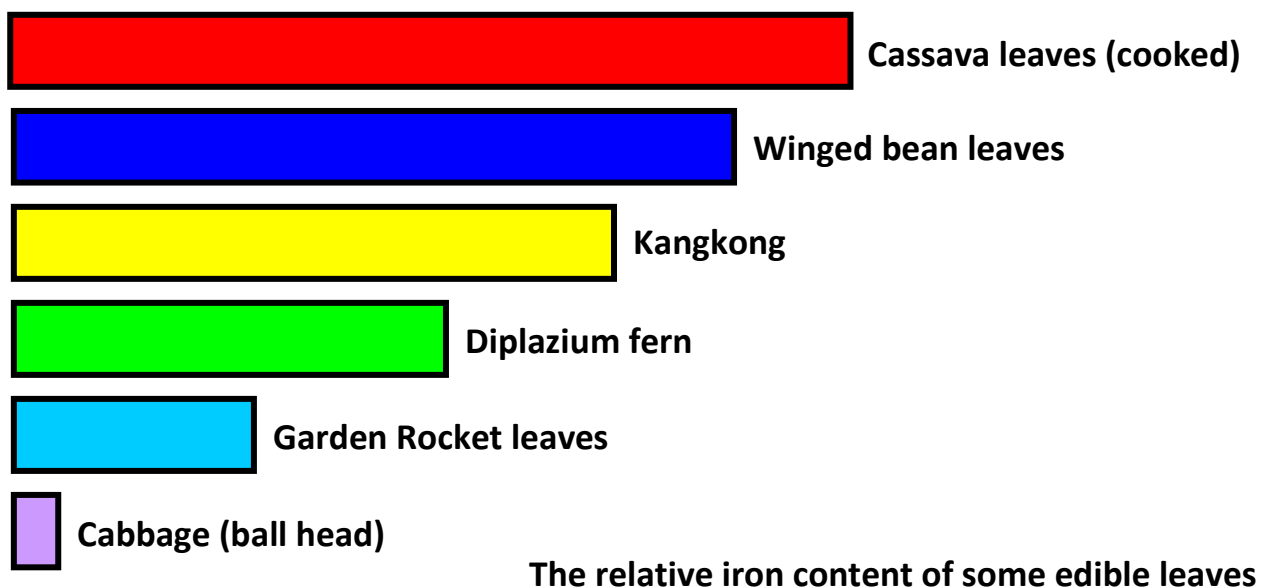 Cassava leaves (cooked)
Winged bean leaves
Kangkong
Diplazium fern
Garden Rocket leaves
Cabbage (ball head)
The relative iron content of some edible leaves